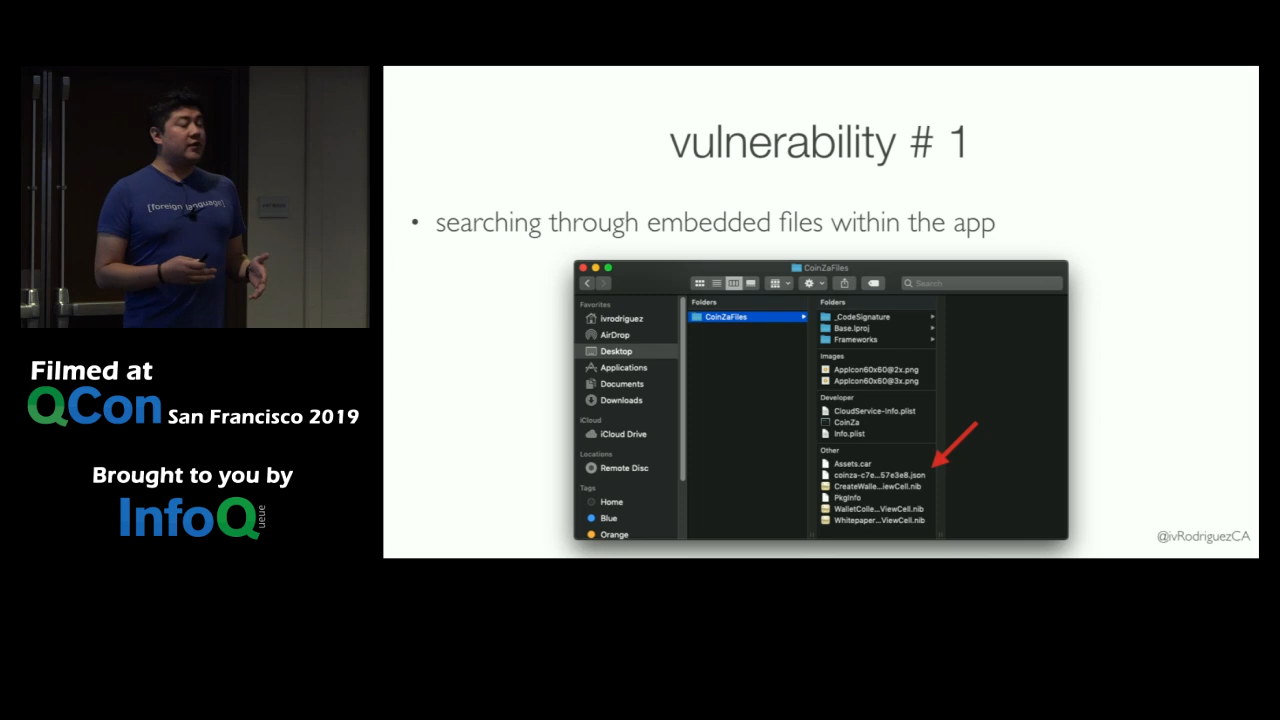 [foreign language]
Filmed at
QCon San Francisco 2019
Brought to you by
InfoQ
queue
vulnerability # 1
• searching through embedded files within the app
CoinZaFiles
Search
Favorites
ivrodriguez
AirDrop
Desktop
Applications
Documents
Downloads
iCloud
iCloud Drive
Locations
Remote Disc
Tags
Home
Blue
Orange
Folders
CoinZaFiles
Folders
_CodeSignature
Base.lproj
Frameworks
Images
AppIcon60x60@2x.png
AppIcon60x60@3x.png
Developer
CloudService-Info.plist
CoinZa
Info.plist
Other
Assets.car
coinza-c7e...57e3e8.json
CreateWalle...iewCell.nib
PkgInfo
WalletColle...ViewCell.nib
Whitepaper...ViewCell.nib
@ivRodriguezCA